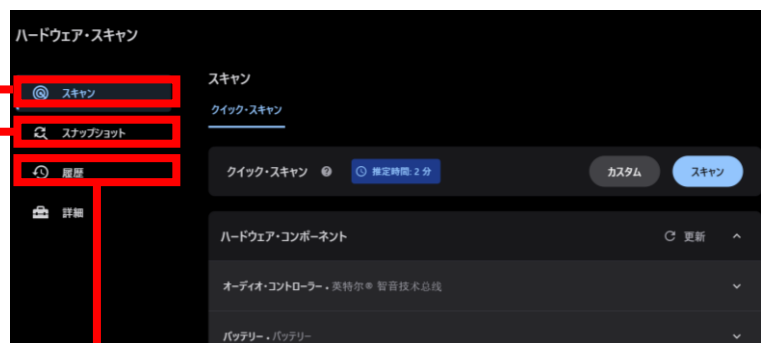 ハードウェア・スキャン
スキャン
スナップショット
履歴
詳細
スキャン
クイック・スキャン
クイック・スキャン ? 推定時間: 2 分 カスタム スキャン
ハードウェア・コンポーネント 更新
オーディオ・コントローラー • 英特尔® 智音技术总线
バッテリー • バッテリー